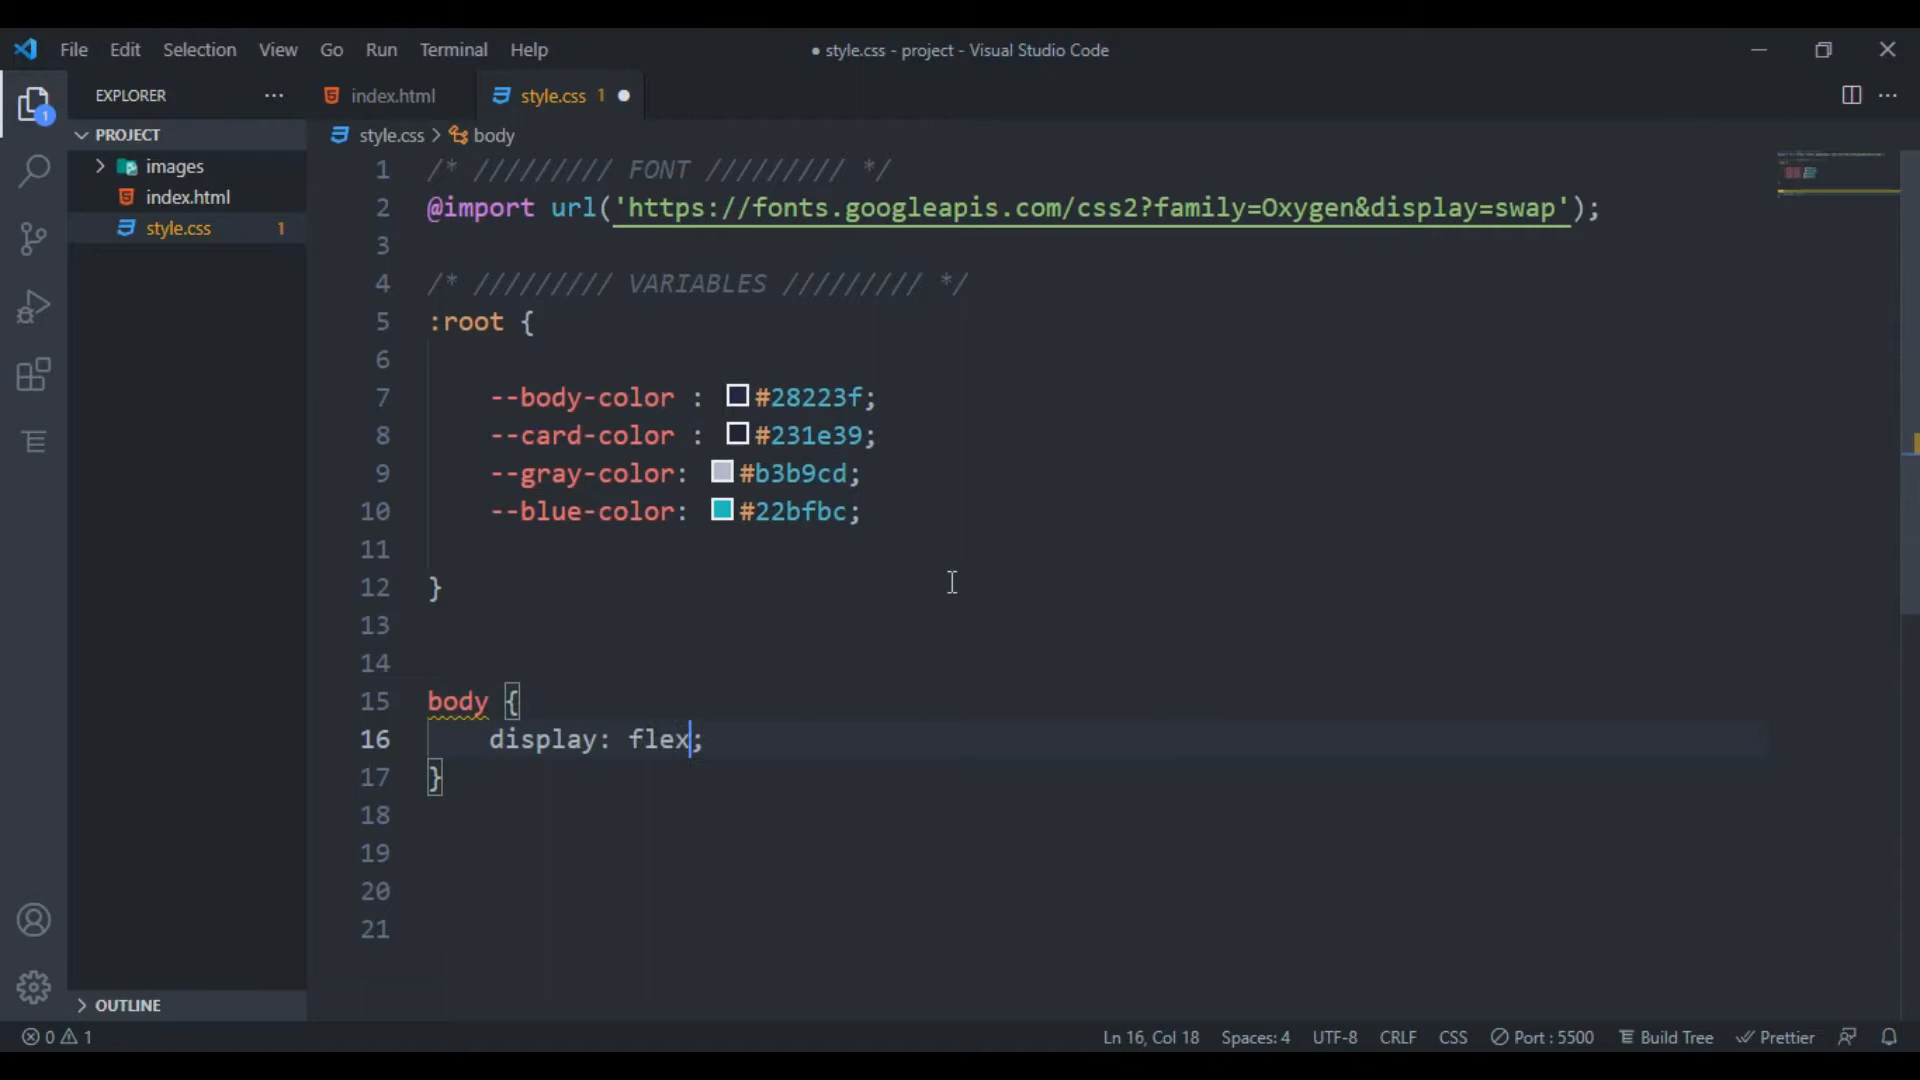 File Edit Selection View Go Run Terminal Help
● style.css - project - Visual Studio Code
EXPLORER
index.html
style.css 1
PROJECT
images
index.html
style.css 1
style.css > body
1 /* ///////// FONT ///////// */
2 @import url('https://fonts.googleapis.com/css2?family=Oxygen&display=swap');
3
4 /* ///////// VARIABLES ///////// */
5 :root {
6
7 --body-color : #28223f;
8 --card-color : #231e39;
9 --gray-color: #b3b9cd;
10 --blue-color: #22bfbc;
11
12 }
13
14
15 body {
16 display: flex;
17 }
18
19
20
21
1
OUTLINE
0 1
Ln 16, Col 18 Spaces: 4 UTF-8 CRLF CSS Port : 5500 Build Tree Prettier